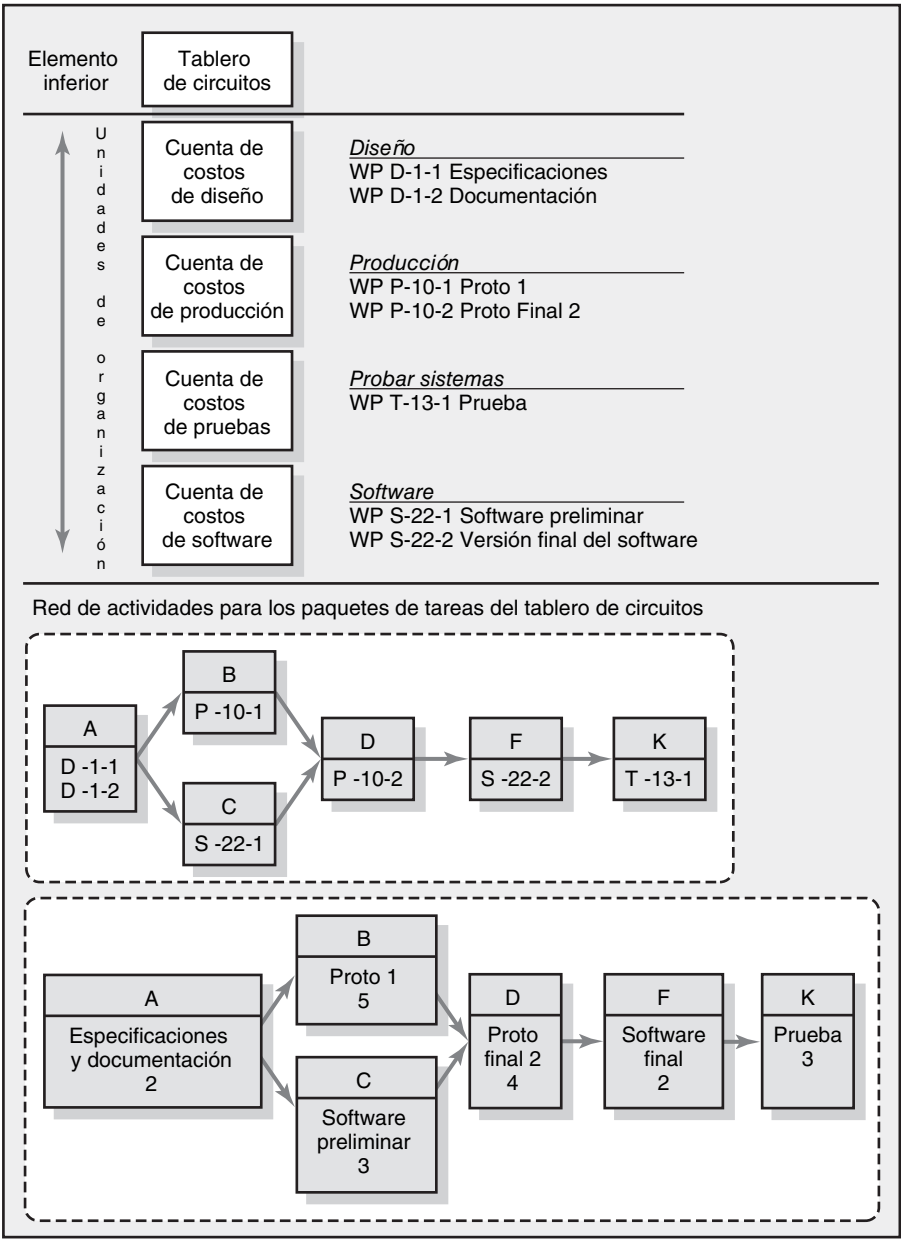 Elemento
inferior
Tablero
de circuitos
Unidades de organización
Cuenta de
costos
de diseño
Diseño
WP D-1-1 Especificaciones
WP D-1-2 Documentación
Cuenta de
costos
de producción
Producción
WP P-10-1 Proto 1
WP P-10-2 Proto Final 2
Cuenta de
costos
de pruebas
Probar sistemas
WP T-13-1 Prueba
Cuenta de
costos
de software
Software
WP S-22-1 Software preliminar
WP S-22-2 Versión final del software
Red de actividades para los paquetes de tareas del tablero de circuitos
A
D -1-1
D -1-2
B
P -10-1
C
S -22-1
D
P -10-2
F
S -22-2
K
T -13-1
A
Especificaciones
y documentación
2
B
Proto 1
5
C
Software
preliminar
3
D
Proto
final 2
4
F
Software
final
2
K
Prueba
3